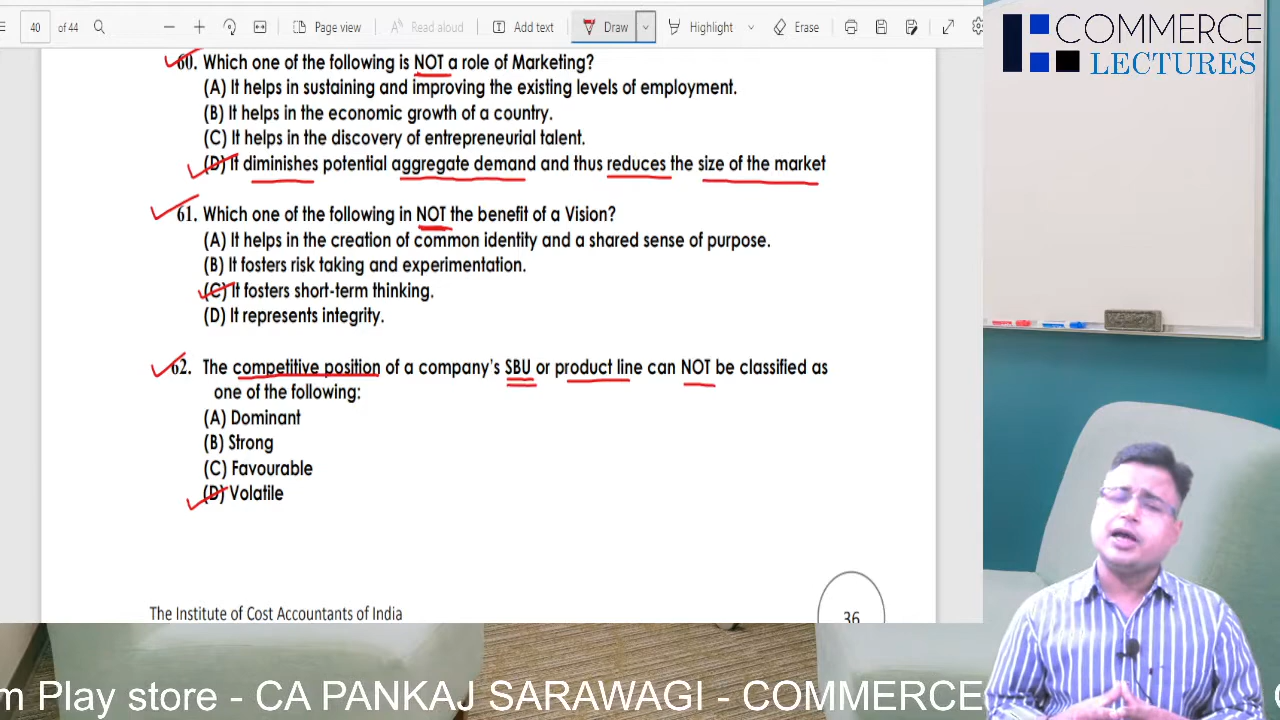 40 of 44
Page view
Read aloud
Add text
Draw
Highlight
Erase
COMMERCE
LECTURES
60. Which one of the following is NOT a role of Marketing?
(A) It helps in sustaining and improving the existing levels of employment.
(B) It helps in the economic growth of a country.
(C) It helps in the discovery of entrepreneurial talent.
(D) It diminishes potential aggregate demand and thus reduces the size of the market
61. Which one of the following in NOT the benefit of a Vision?
(A) It helps in the creation of common identity and a shared sense of purpose.
(B) It fosters risk taking and experimentation.
(C) It fosters short-term thinking.
(D) It represents integrity.
62. The competitive position of a company's SBU or product line can NOT be classified as
one of the following:
(A) Dominant
(B) Strong
(C) Favourable
(D) Volatile
The Institute of Cost Accountants of India
36
m Play store - CA PANKAJ SARAWAGI - COMMERCE